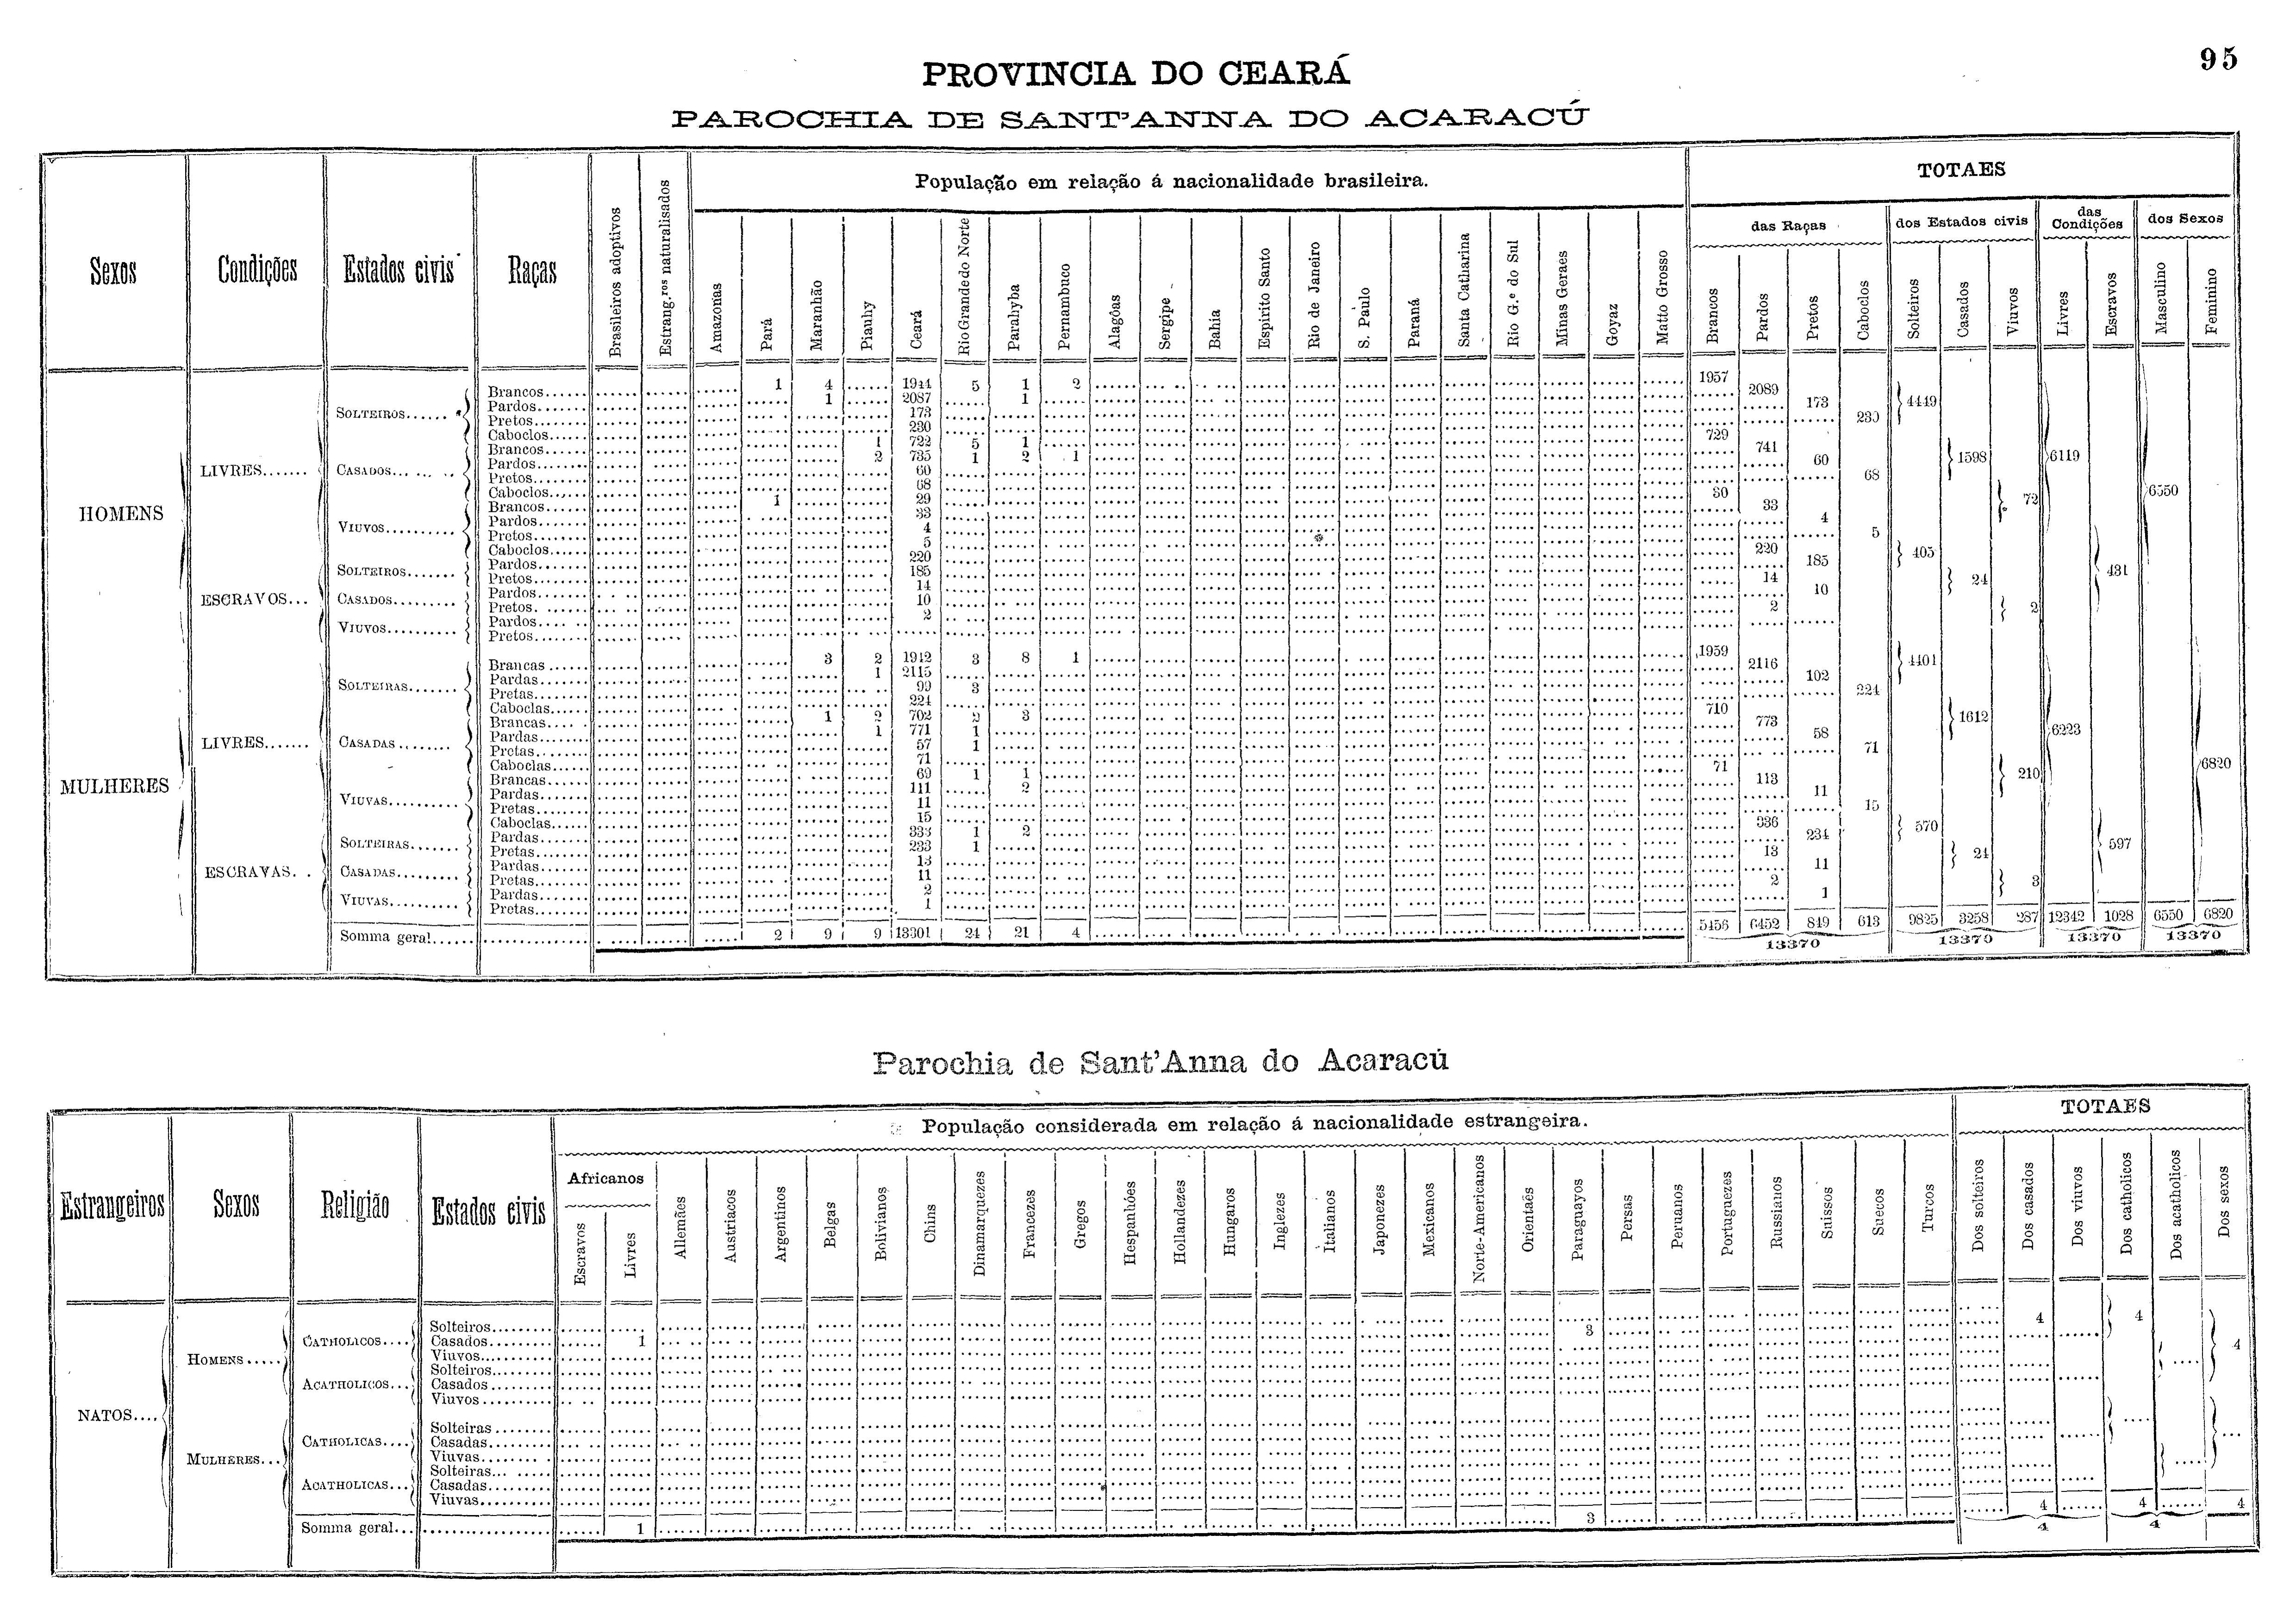 95
PROVINCIA DO CEARÁ
PAROCHIA DE SANT'ANNA DO ACARACÚ
Sexos Condições Estados civis Raças Brasileiros adoptivos Estrang.ros naturalisados População em relação á nacionalidade brasileira. TOTAES
das Raças dos Estados civis das Condições dos Sexos
Amazonas Pará Maranhão Piauhy Ceará Rio Grande do Norte Parahyba Pernambuco Alagôas Sergipe Bahia Espirito Santo Rio de Janeiro S. Paulo Paraná Santa Catharina Rio G.e do Sul Minas Geraes Goyaz Matto Grosso Brancos Pardos Pretos Caboclos Solteiros Casados Viuvos Livres Escravos Masculino Feminino
HOMENS LIVRES....... SOLTEIROS...... Brancos...... 1 4 1944 5 1 2 1957 4449 6119 6550
Pardos...... 1 2087 1 2089
Pretos...... 173 173
Caboclos...... 230 230
CASADOS... Brancos...... 1 722 5 1 729 1598
Pardos...... 2 735 1 2 1 741
Pretos...... 60 60
Caboclos...... 68 68
VIUVOS.......... Brancos...... 1 29 30 72
Pardos...... 33 33
Pretos...... 4 4
Caboclos...... 5 5
ESCRAVOS... SOLTEIROS....... Pardos...... 220 220 405 431
Pretos...... 185 185
CASADOS......... Pardos...... 14 14 24
Pretos...... 10 10
VIUVOS.......... Pardos...... 2 2 2
Pretos......
MULHERES LIVRES....... SOLTEIRAS....... Brancas...... 3 2 1942 3 8 1 1959 4401 6223 6820
Pardas...... 1 2115 2116
Pretas...... 99 3 102
Caboclas...... 224 224
CASADAS........ Brancas...... 1 2 702 2 3 710 1612
Pardas...... 1 771 1 773
Pretas...... 57 1 58
Caboclas...... 71 71
VIUVAS.......... Brancas...... 69 1 1 71 210
Pardas...... 111 2 113
Pretas...... 11 11
Caboclas...... 15 15
ESCRAVAS. . SOLTEIRAS....... Pardas...... 333 1 2 336 570 597
Pretas...... 233 1 234
CASADAS......... Pardas...... 13 13 24
Pretas...... 11 11
VIUVAS.......... Pardas...... 2 2 3
Pretas...... 1 1
Somma geral...... 2 9 9 13301 24 21 4 5456 6452 849 613 9825 3258 287 12342 1028 6550 6820
13370 13370 13370 13370
Parochia de Sant'Anna do Acaracú
Estrangeiros Sexos Religião Estados civis População considerada em relação á nacionalidade estrangeira. TOTAES
Africanos
Escravos Livres Allemães Austriacos Argentinos Belgas Bolivianos Chins Dinamarquezes Francezes Gregos Hespanhóes Hollandezes Hungaros Inglezes Italianos Japonezes Mexicanos Norte-Americanos Orientaes Paraguayos Persas Peruanos Portuguezes Russianos Suissos Suecos Turcos Dos solteiros Dos casados Dos viuvos Dos catholicos Dos acatholicos Dos sexos
NATOS.... HOMENS..... CATHOLICOS.... Solteiros........
Casados......... 1 3 4 4 4
Viuvos.........
ACATHOLICOS... Solteiros........
Casados.........
Viuvos.........
MULHERES... CATHOLICAS.... Solteiras........
Casadas.........
Viuvas.........
ACATHOLICAS... Solteiras...
Casadas.........
Viuvas.........
Somma geral... 1 3 4 4 4
4 4